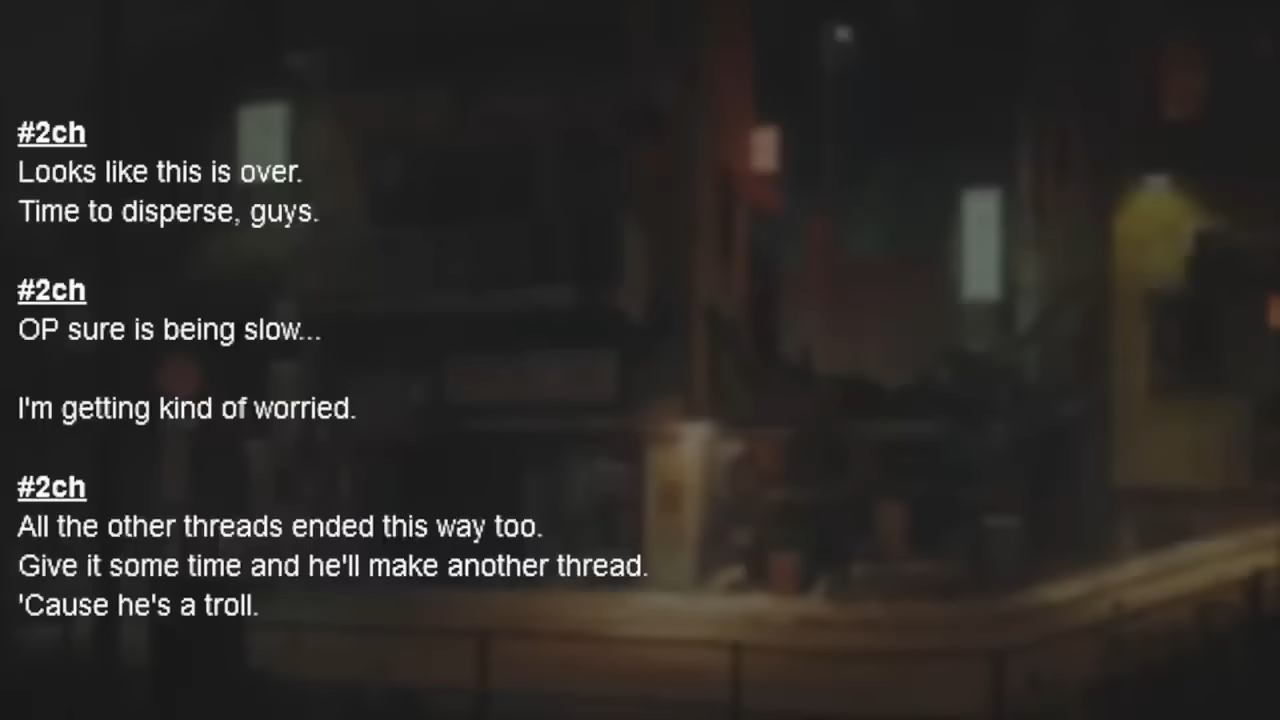 #2ch
Looks like this is over.
Time to disperse, guys.
#2ch
OP sure is being slow...
I'm getting kind of worried.
#2ch
All the other threads ended this way too.
Give it some time and he'll make another thread.
'Cause he's a troll.